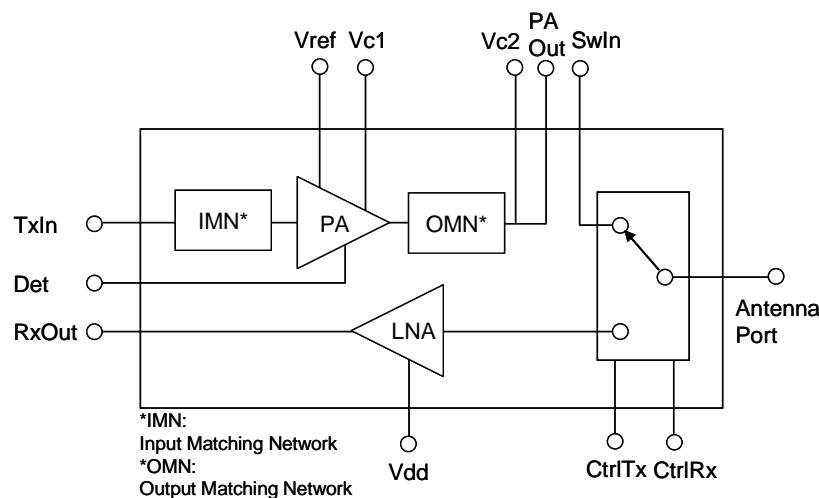 Vref
Vc1
Vc2
PA
Out
SwIn
TxIn
IMN*
PA
OMN*
Det
RxOut
LNA
Antenna
Port
*IMN:
Input Matching Network
*OMN:
Output Matching Network
Vdd
CtrlTx
CtrlRx